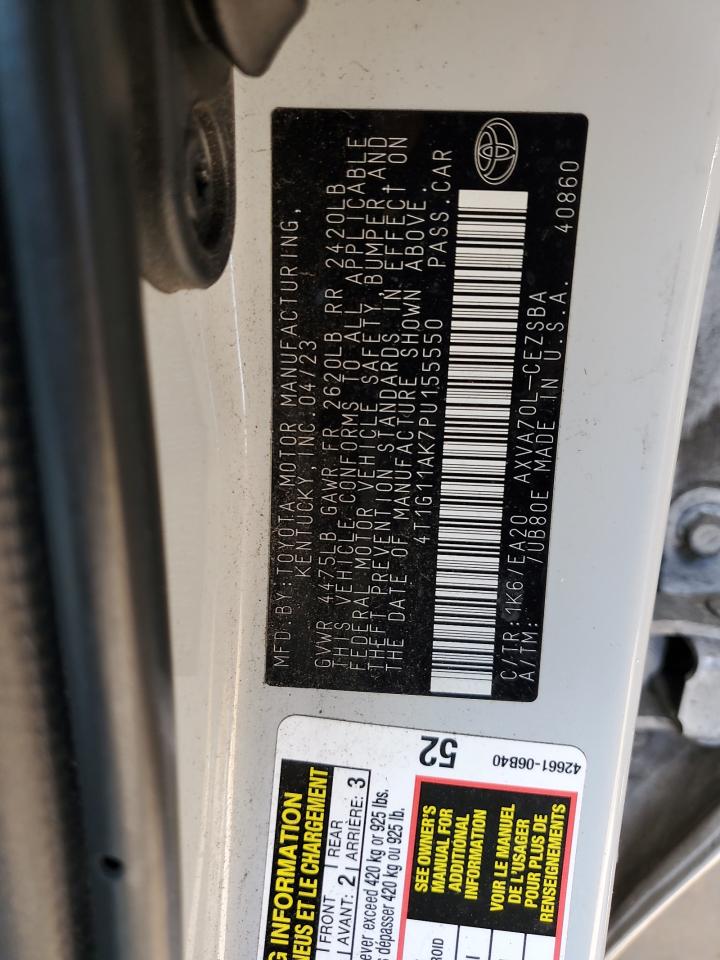 MFD.BY:TOYOTA MOTOR MANUFACTURING,
KENTUCKY, INC. 04/23
GVWR 4475LB GAWR FR 2620LB RR 2420LB
THIS VEHICLE CONFORMS TO ALL APPLICABLE
FEDERAL MOTOR VEHICLE SAFETY, BUMPER, AND
THEFT PREVENTION STANDARDS IN EFFECT ON
THE DATE OF MANUFACTURE SHOWN ABOVE.
4T1G11AK7PU155550 PASS.CAR
C/TR: 1K6 /EA20 AXVA70L-CEZSBA 40860
A/TM: /UB80E MADE IN U.S.A.
G INFORMATION
NEUS ET LE CHARGEMENT
FRONT | REAR
AVANT: 2 | ARRIÈRE: 3
ever exceed 420 kg or 925 lbs.
s dépasser 420 kg ou 925 lb.
52
42661-06B40
SEE OWNER'S
MANUAL FOR
ADDITIONAL
INFORMATION
VOIR LE MANUEL
DE L'USAGER
POUR PLUS DE
RENSEIGNEMENTS
ROID